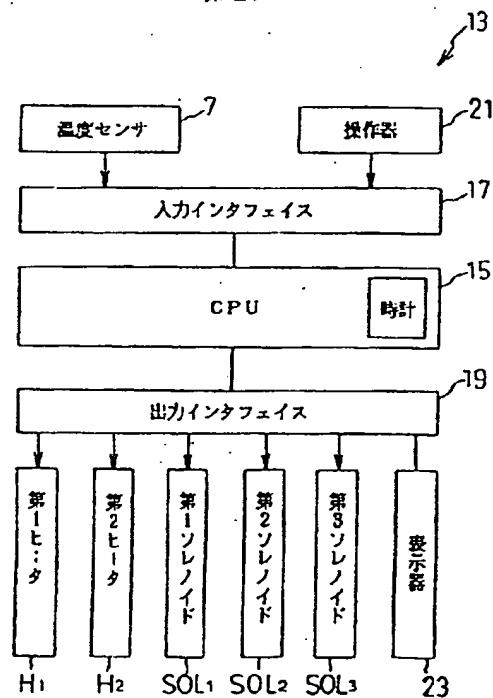 13
温度センサ
7
操作器
21
入力インタフェイス
17
CPU
時計
15
出力インタフェイス
19
第1ヒータ
第2ヒータ
第1ソレノイド
第2ソレノイド
第3ソレノイド
表示器
H1
H2
SOL1
SOL2
SOL3
23